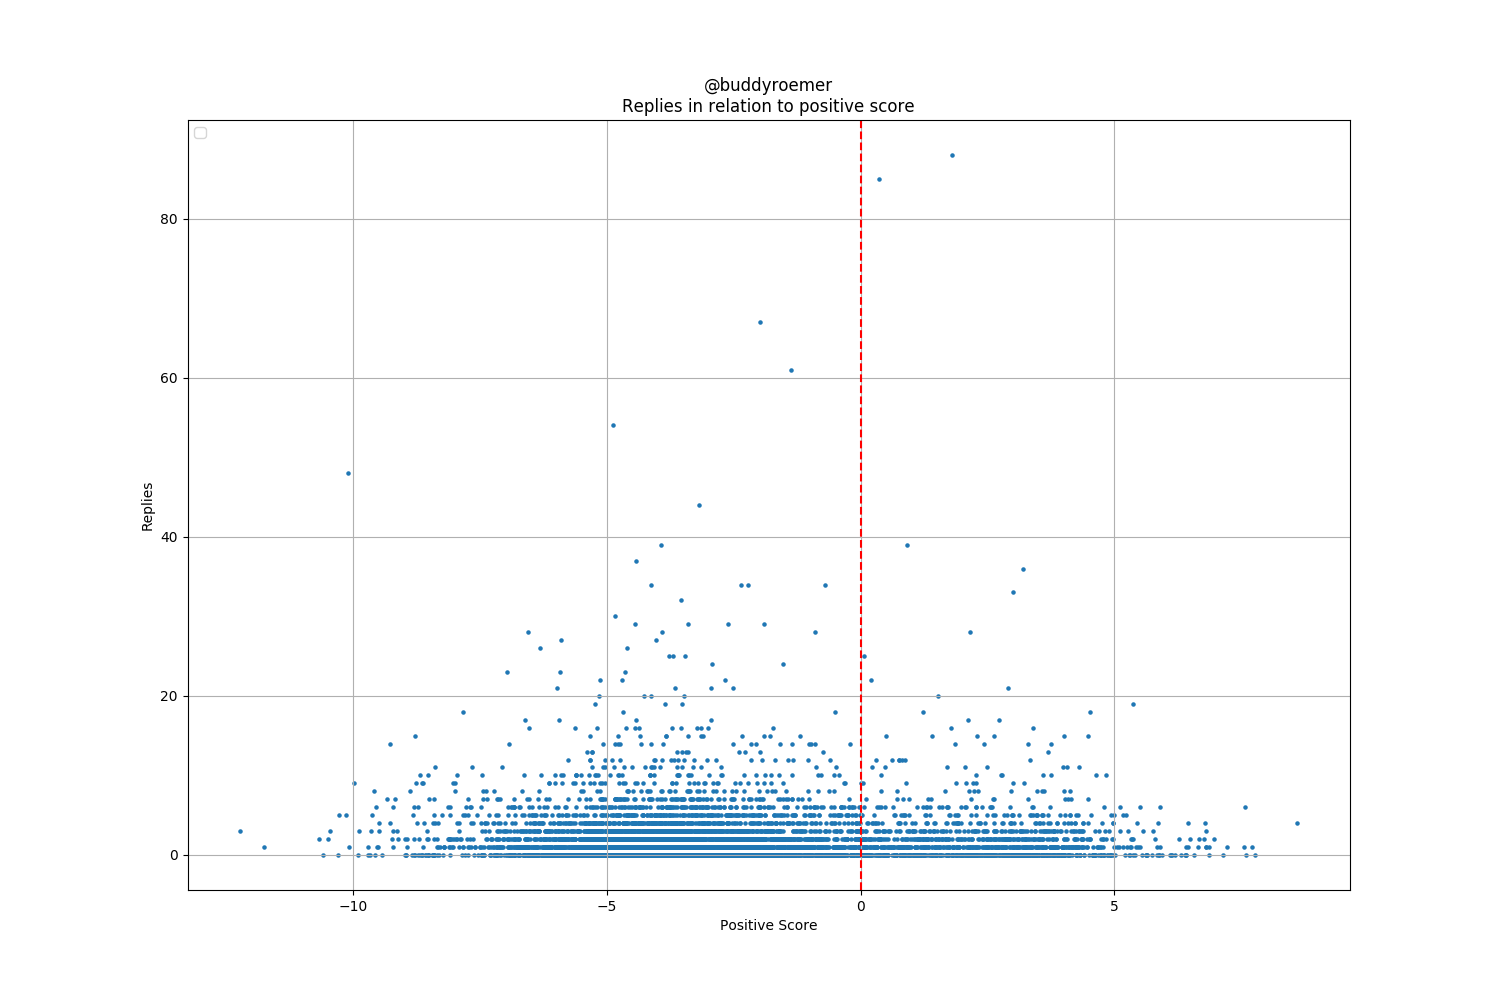 @buddyroemer
Replies in relation to positive score
80
60
40
20
0
Replies
−10
−5
0
5
Positive Score